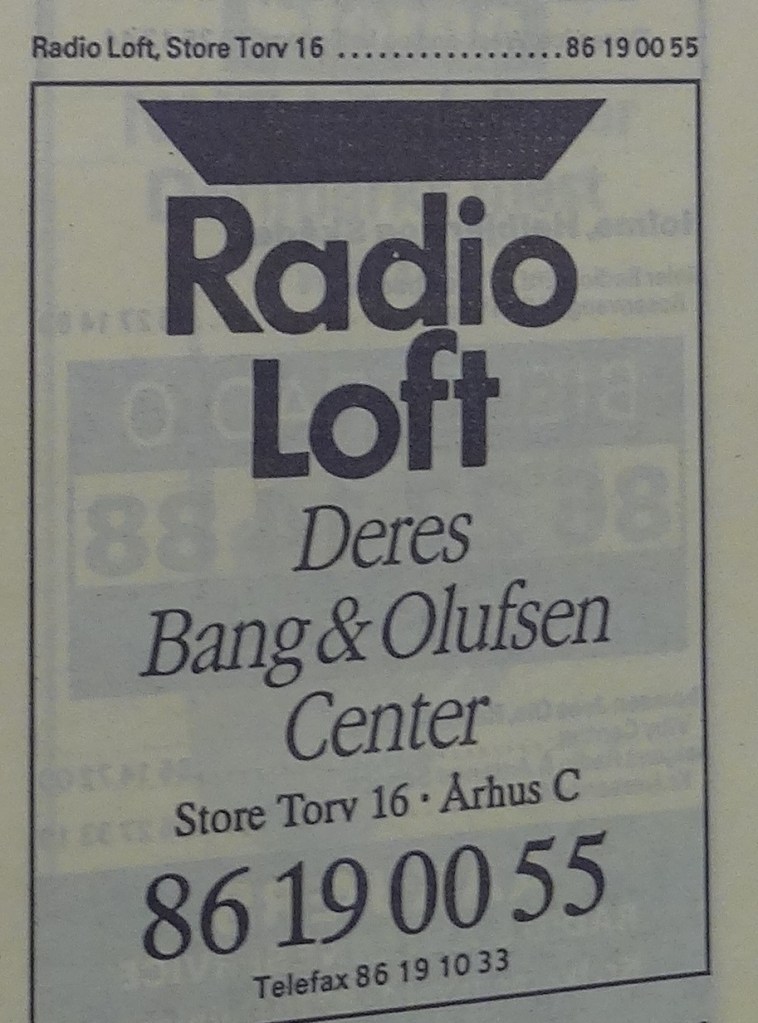 Radio Loft, Store Torv 16 ..................86 19 00 55
Radio
Loft
Deres
Bang & Olufsen
Center
Store Torv 16 · Århus C
86 19 00 55
Telefax 86 19 10 33